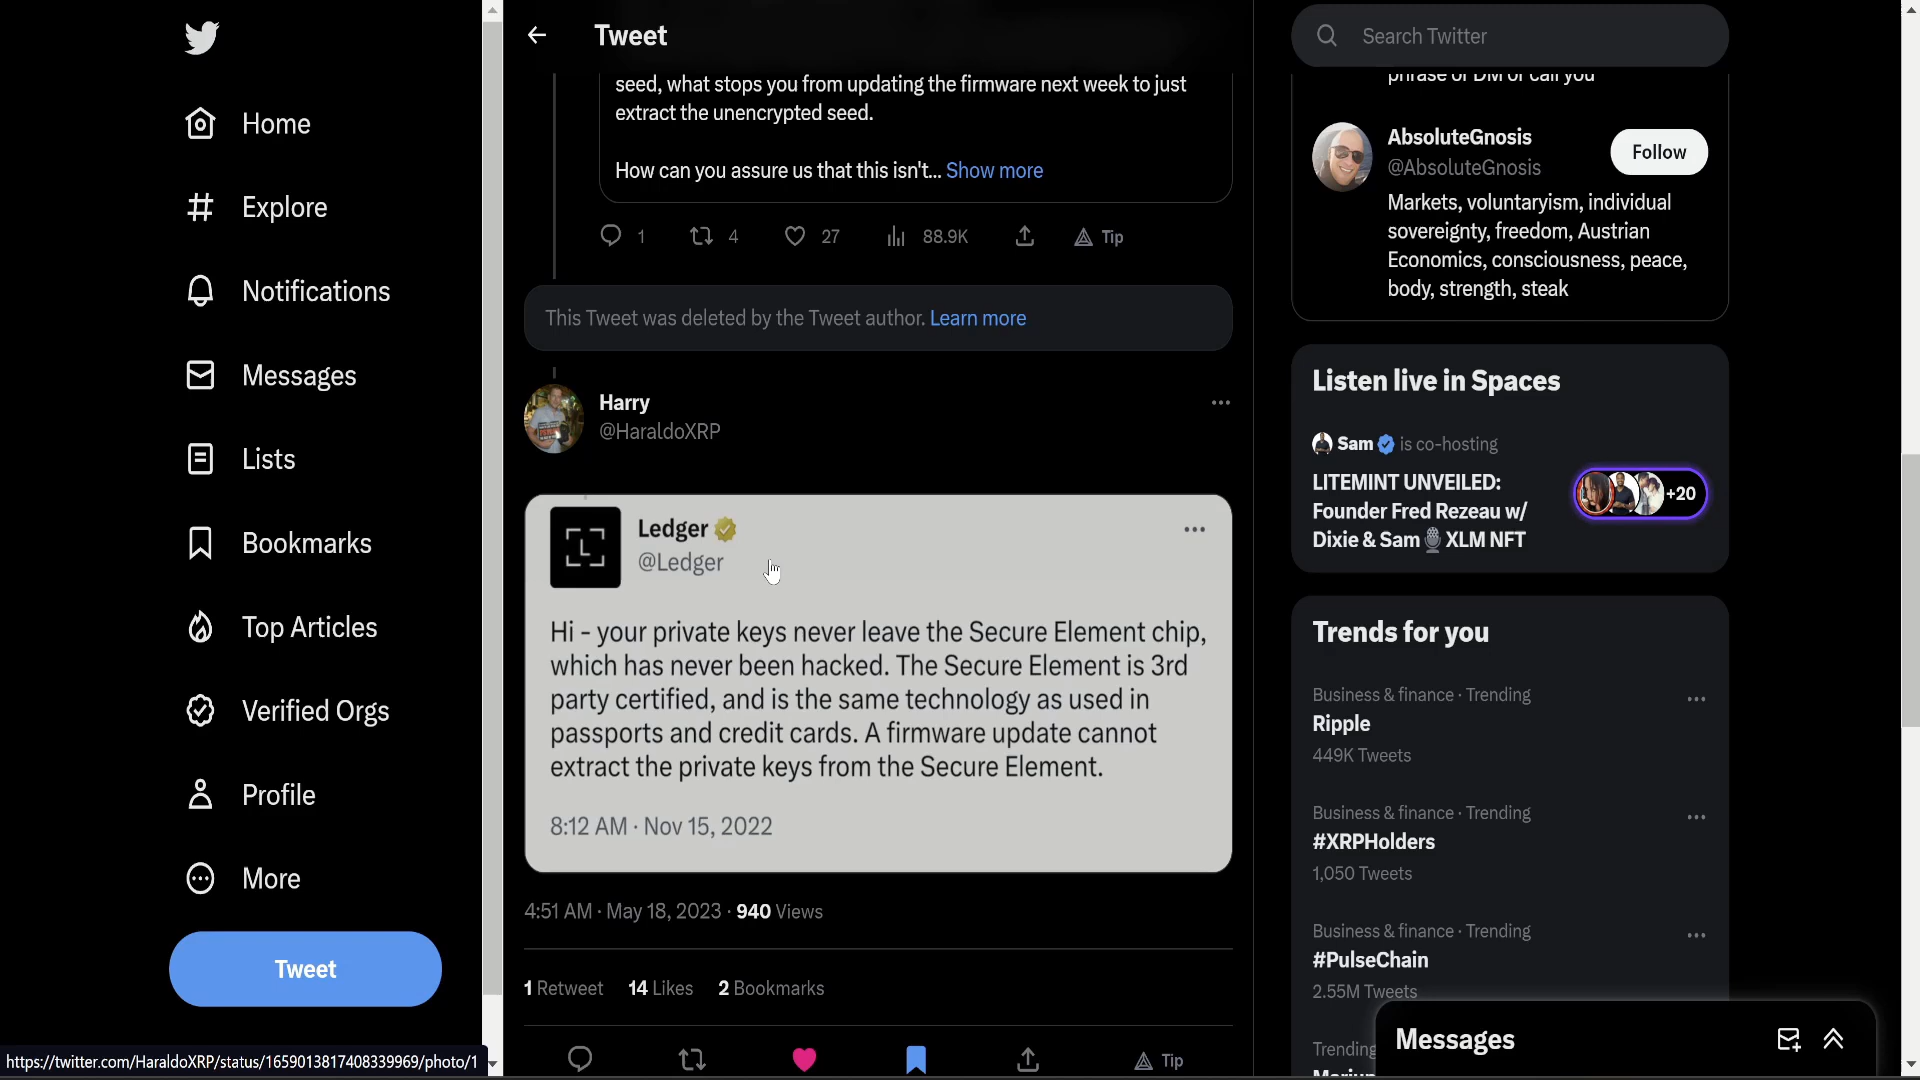 Home
Explore
Notifications
Messages
Lists
Bookmarks
Top Articles
Verified Orgs
Profile
More
Tweet
https://twitter.com/HaraldoXRP/status/1659013817408339969/photo/1
Tweet
seed, what stops you from updating the firmware next week to just
extract the unencrypted seed.
How can you assure us that this isn't... Show more
1 4 27 88.9K Tip
This Tweet was deleted by the Tweet author. Learn more
Harry
@HaraldoXRP
L
Ledger
@Ledger
Hi - your private keys never leave the Secure Element chip,
which has never been hacked. The Secure Element is 3rd
party certified, and is the same technology as used in
passports and credit cards. A firmware update cannot
extract the private keys from the Secure Element.
8:12 AM · Nov 15, 2022
4:51 AM · May 18, 2023 · 940 Views
1 Retweet 14 Likes 2 Bookmarks
Tip
Search Twitter
phrase or DM or call you
AbsoluteGnosis
@AbsoluteGnosis
Follow
Markets, voluntaryism, individual
sovereignty, freedom, Austrian
Economics, consciousness, peace,
body, strength, steak
Listen live in Spaces
Sam is co-hosting
LITEMINT UNVEILED:
Founder Fred Rezeau w/
Dixie & Sam🎙️XLM NFT
+20
Trends for you
Business & finance · Trending
Ripple
449K Tweets
Business & finance · Trending
#XRPHolders
1,050 Tweets
Business & finance · Trending
#PulseChain
2.55M Tweets
Trending
Messages